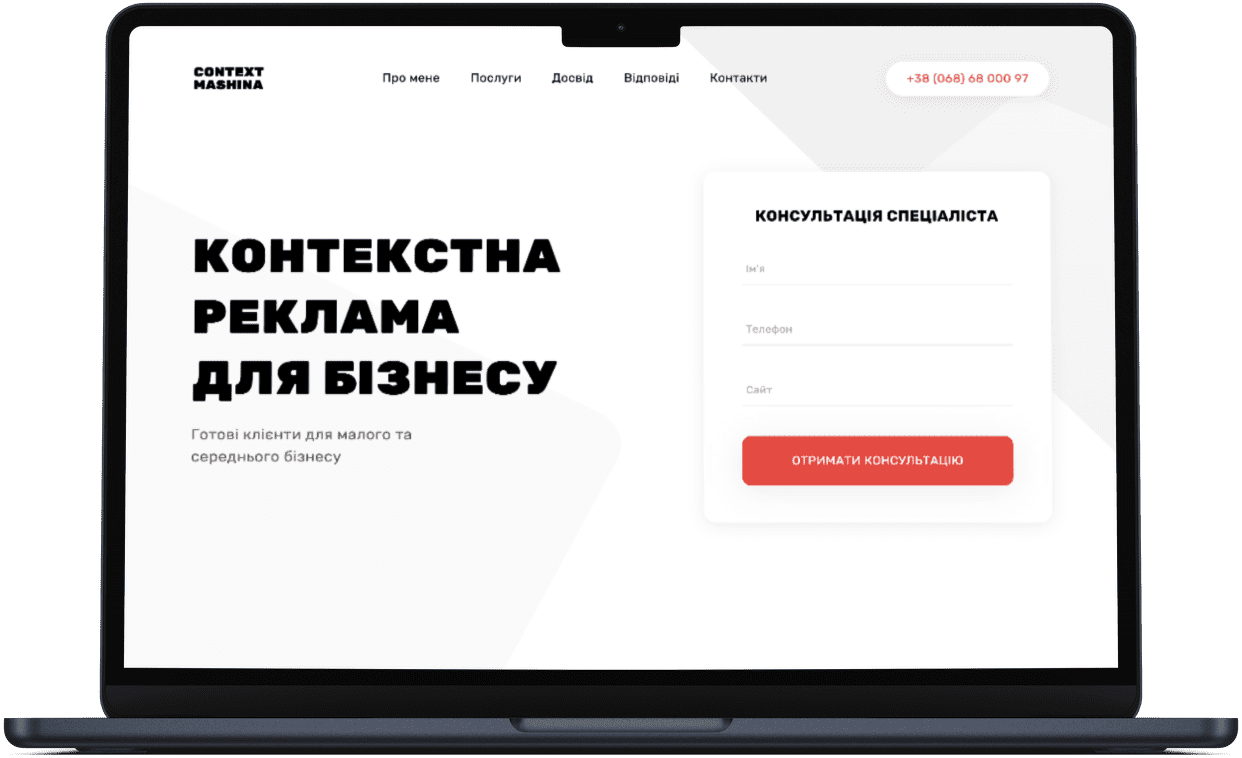 CONTEXT
MASHINA
Про мене Послуги Досвід Відповіді Контакти
+38 (068) 68 000 97
КОНТЕКСТНА
РЕКЛАМА
ДЛЯ БІЗНЕСУ
Готові клієнти для малого та
середнього бізнесу
КОНСУЛЬТАЦІЯ СПЕЦІАЛІСТА
Ім'я
Телефон
Сайт
ОТРИМАТИ КОНСУЛЬТАЦІЮ